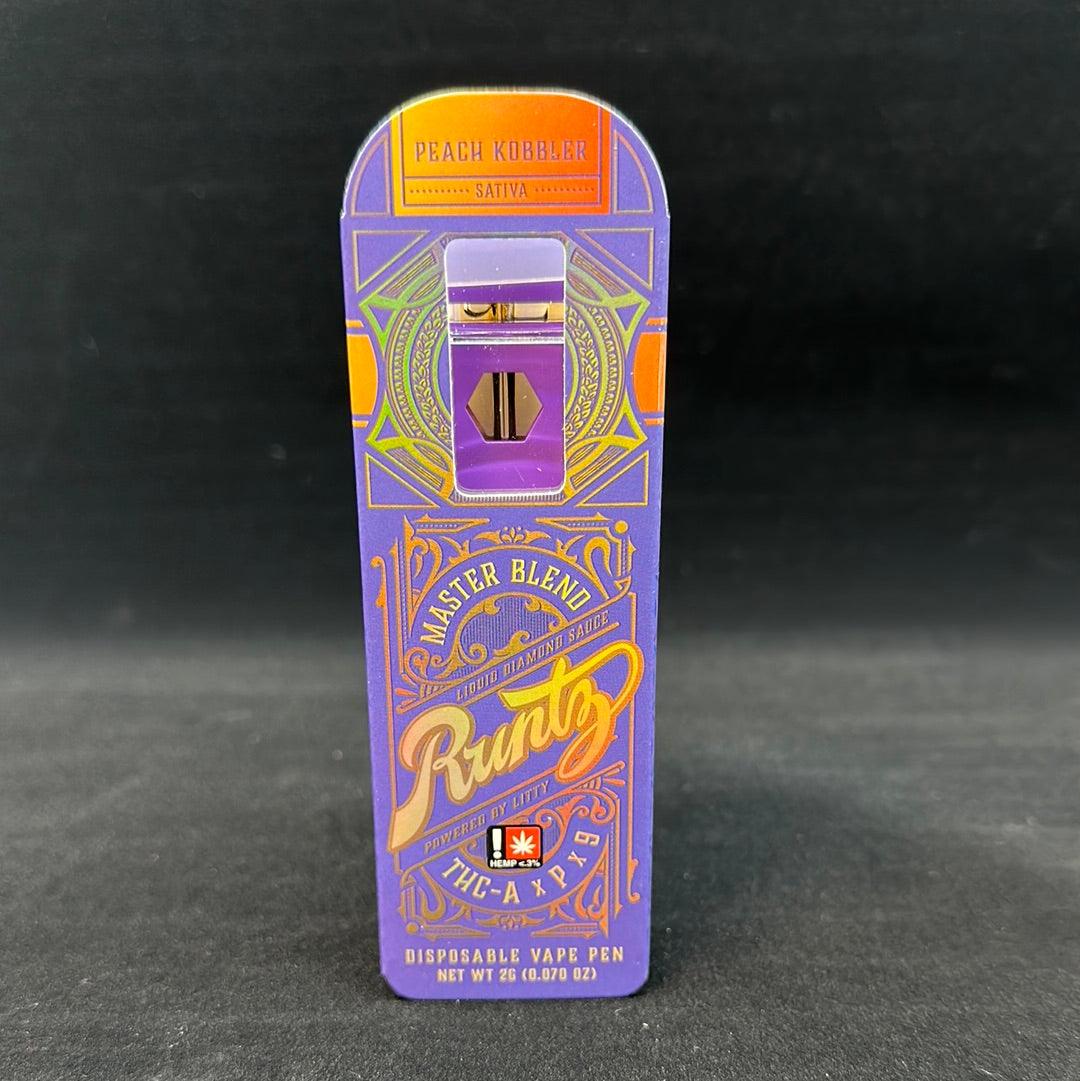 PEACH KOBBLER
SATIVA
MASTER BLEND
LIQUID DIAMOND SAUCE
Runtz
POWERED BY LITTY
!
HEMP <.3%
THC-A x P x 9
DISPOSABLE VAPE PEN
NET WT 2G (0.070 OZ)